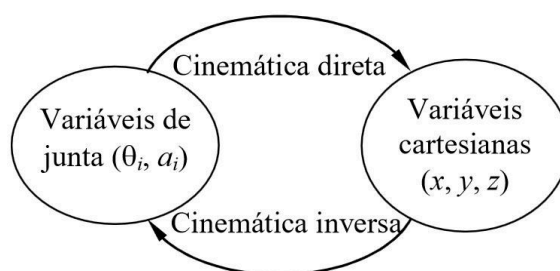 Cinemática direta
Variáveis de
junta (θᵢ, aᵢ)
Variáveis
cartesianas
(x, y, z)
Cinemática inversa